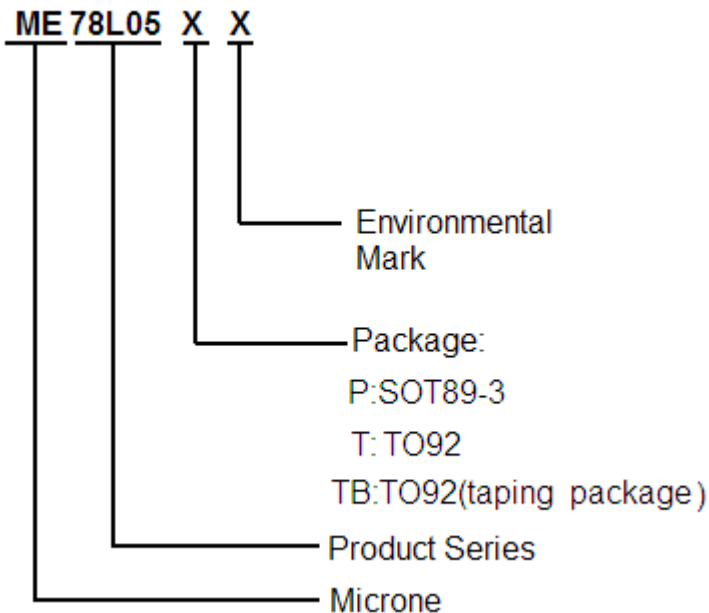 ME 78L05 X X
Environmental
Mark
Package:
P:SOT89-3
T: TO92
TB:TO92(taping package)
Product Series
Microne